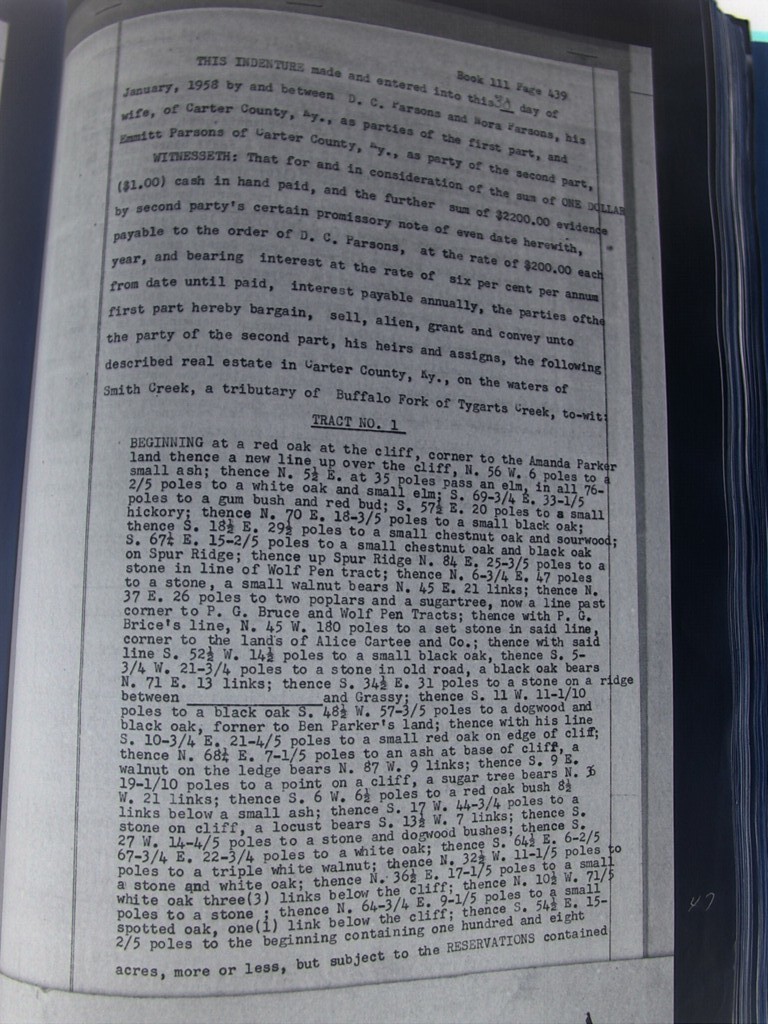 Book 111 Page 439
THIS INDENTURE made and entered into this 3d day of
January, 1958 by and between D. C. Parsons and Nora Parsons, his
wife, of Carter County, Ky., as parties of the first part, and
Emmitt Parsons of Carter County, Ky., as party of the second part,
WITNESSETH: That for and in consideration of the sum of ONE DOLLAR
($1.00) cash in hand paid, and the further sum of $2200.00 evidence
by second party's certain promissory note of even date herewith,
payable to the order of D. C. Parsons, at the rate of $200.00 each
year, and bearing interest at the rate of six per cent per annum
from date until paid, interest payable annually, the parties ofthe
first part hereby bargain, sell, alien, grant and convey unto
the party of the second part, his heirs and assigns, the following
described real estate in Carter County, Ky., on the waters of
Smith Creek, a tributary of Buffalo Fork of Tygarts Creek, to-wit:
TRACT NO. 1
BEGINNING at a red oak at the cliff, corner to the Amanda Parker
land thence a new line up over the cliff, N. 56 W. 6 poles to a
small ash; thence N. 5½ E. at 35 poles pass an elm, in all 76-
2/5 poles to a white oak and small elm; S. 69-3/4 E. 33-1/5
poles to a gum bush and red bud; S. 57½ E. 20 poles to a small
hickory; thence N. 70 E. 18-3/5 poles to a small black oak;
thence S. 18½ E. 29½ poles to a small chestnut oak and sourwood;
S. 67¼ E. 15-2/5 poles to a small chestnut oak and black oak
on Spur Ridge; thence up Spur Ridge N. 84 E. 25-3/5 poles to a
stone in line of Wolf Pen tract; thence N. 6-3/4 E. 47 poles
to a stone, a small walnut bears N. 45 E. 21 links; thence N.
37 E. 26 poles to two poplars and a sugartree, now a line past
corner to P. G. Bruce and Wolf Pen Tracts; thence with P. G.
Brice's line, N. 45 W. 180 poles to a set stone in said line,
corner to the lands of Alice Cartee and Co.; thence with said
line S. 52½ W. 14½ poles to a small black oak, thence S. 5-
3/4 W. 21-3/4 poles to a stone in old road, a black oak bears
N. 71 E. 13 links; thence S. 34½ E. 31 poles to a stone on a ridge
between ____________and Grassy; thence S. 11 W. 11-1/10
poles to a black oak S. 48½ W. 57-3/5 poles to a dogwood and
black oak, forner to Ben Parker's land; thence with his line
S. 10-3/4 E. 21-4/5 poles to a small red oak on edge of cliff;
thence N. 68¼ E. 7-1/5 poles to an ash at base of cliff, a
walnut on the ledge bears N. 87 W. 9 links; thence S. 9 E.
19-1/10 poles to a point on a cliff, a sugar tree bears N. 36
W. 21 links; thence S. 6 W. 6½ poles to a red oak bush 8½
links below a small ash; thence S. 17 W. 44-3/4 poles to a
stone on cliff, a locust bears S. 13½ W. 7 links; thence S.
27 W. 14-4/5 poles to a stone and dogwood bushes; thence S.
67-3/4 E. 22-3/4 poles to a white oak; thence S. 64½ E. 6-2/5
poles to a triple white walnut; thence N. 32½ W. 11-1/5 poles to
a stone and white oak; thence N. 36½ E. 17-1/5 poles to a small
white oak three(3) links below the cliff; thence N. 10½ W. 71/5
poles to a stone ; thence N. 64-3/4 E. 9-1/5 poles to a small
spotted oak, one(1) link below the cliff; thence S. 54½ E. 15-
2/5 poles to the beginning containing one hundred and eight
acres, more or less, but subject to the RESERVATIONS contained
47